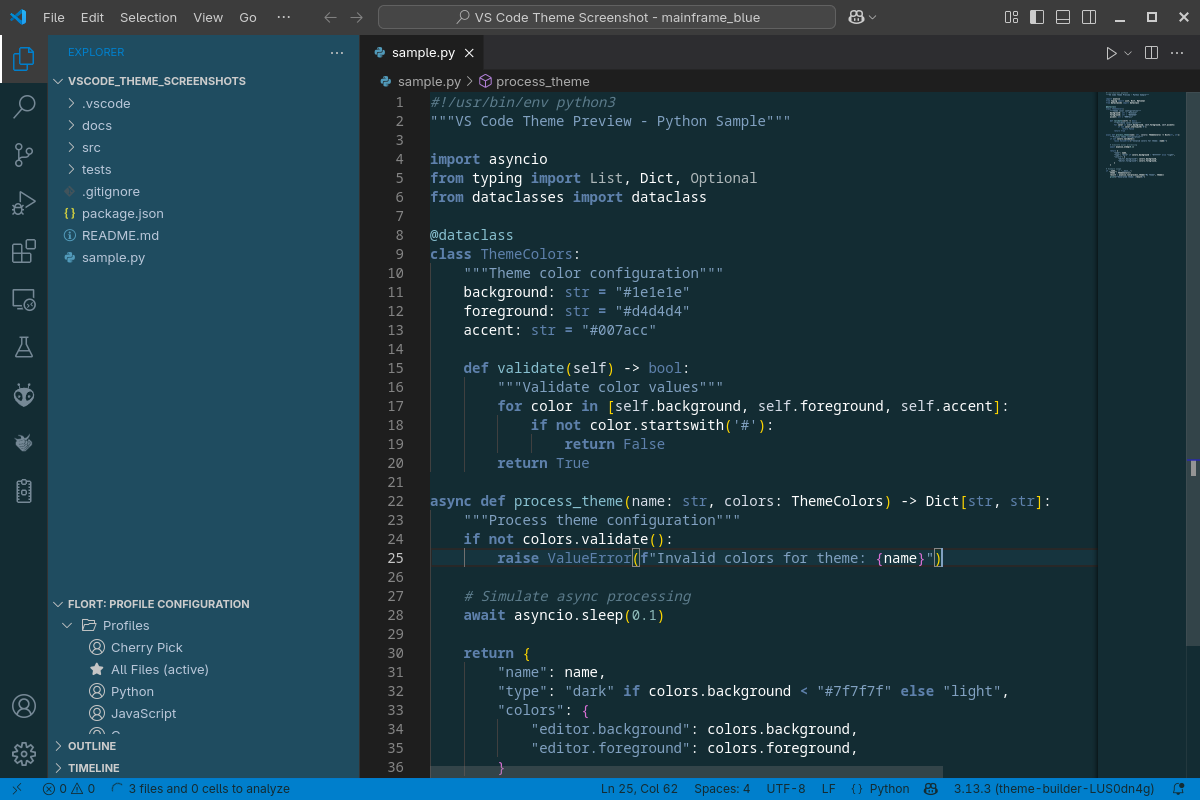 File Edit Selection View Go ⋯ VS Code Theme Screenshot - mainframe_blue
EXPLORER
VSCODE_THEME_SCREENSHOTS
.vscode
docs
src
tests
.gitignore
package.json
README.md
sample.py
FLORT: PROFILE CONFIGURATION
Profiles
Cherry Pick
All Files (active)
Python
JavaScript
OUTLINE
TIMELINE
sample.py
sample.py > process_theme
1 #!/usr/bin/env python3
2 """VS Code Theme Preview - Python Sample"""
3
4 import asyncio
5 from typing import List, Dict, Optional
6 from dataclasses import dataclass
7
8 @dataclass
9 class ThemeColors:
10     """Theme color configuration"""
11     background: str = "#1e1e1e"
12     foreground: str = "#d4d4d4"
13     accent: str = "#007acc"
14
15     def validate(self) -> bool:
16         """Validate color values"""
17         for color in [self.background, self.foreground, self.accent]:
18             if not color.startswith('#'):
19                 return False
20         return True
21
22 async def process_theme(name: str, colors: ThemeColors) -> Dict[str, str]:
23     """Process theme configuration"""
24     if not colors.validate():
25         raise ValueError(f"Invalid colors for theme: {name}")
26
27     # Simulate async processing
28     await asyncio.sleep(0.1)
29
30     return {
31         "name": name,
32         "type": "dark" if colors.background < "#7f7f7f" else "light",
33         "colors": {
34             "editor.background": colors.background,
35             "editor.foreground": colors.foreground,
36         }
0 0 3 files and 0 cells to analyze Ln 25, Col 62 Spaces: 4 UTF-8 LF Python 3.13.3 (theme-builder-LUS0dn4g)